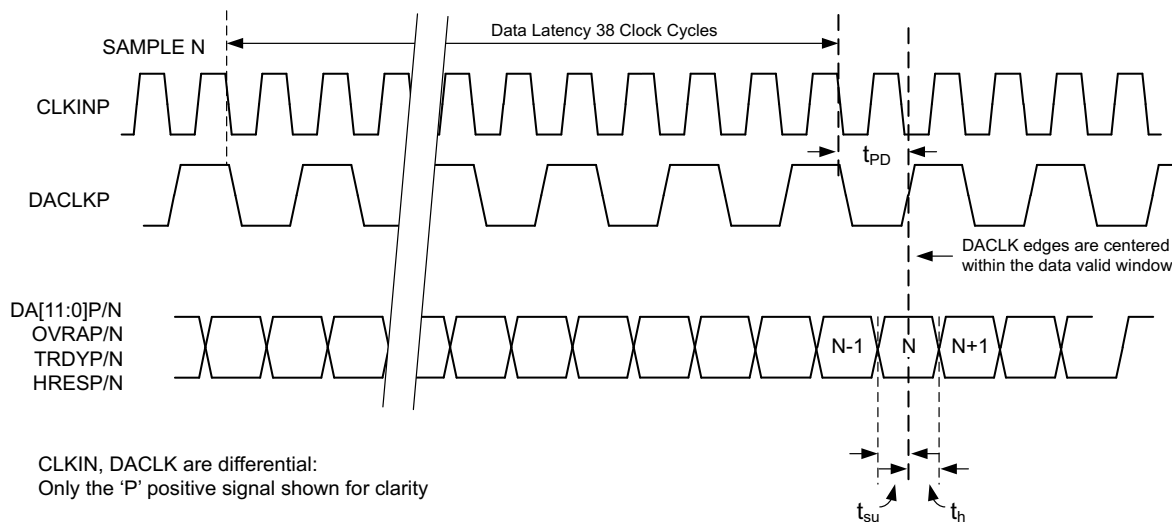 Data Latency 38 Clock Cycles
SAMPLE N
CLKINP
tPD
DACLKP
DACLK edges are centered
within the data valid window
DA[11:0]P/N
OVRAP/N
TRDYP/N
HRESP/N
N-1
N
N+1
CLKIN, DACLK are differential:
Only the ‘P’ positive signal shown for clarity
tsu
th